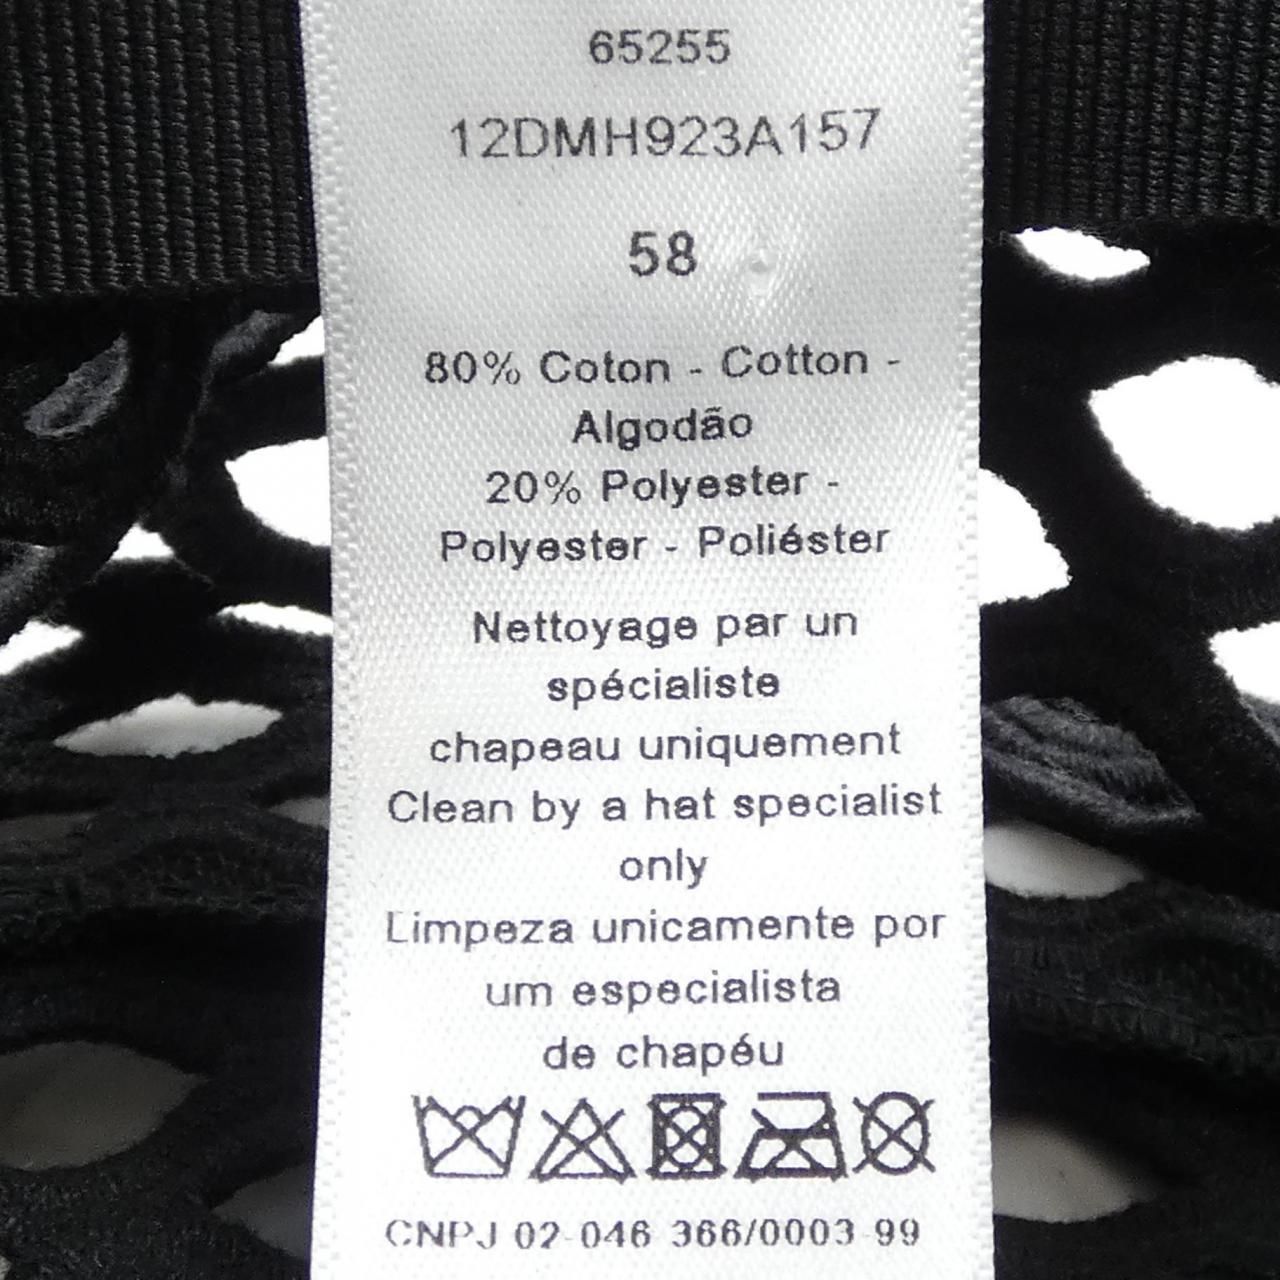 65255
12DMH923A157
58
80% Coton - Cotton -
Algodão
20% Polyester -
Polyester - Poliéster
Nettoyage par un
spécialiste
chapeau uniquement
Clean by a hat specialist
only
Limpeza unicamente por
um especialista
de chapéu
CNPJ 02 046 366/0003 99